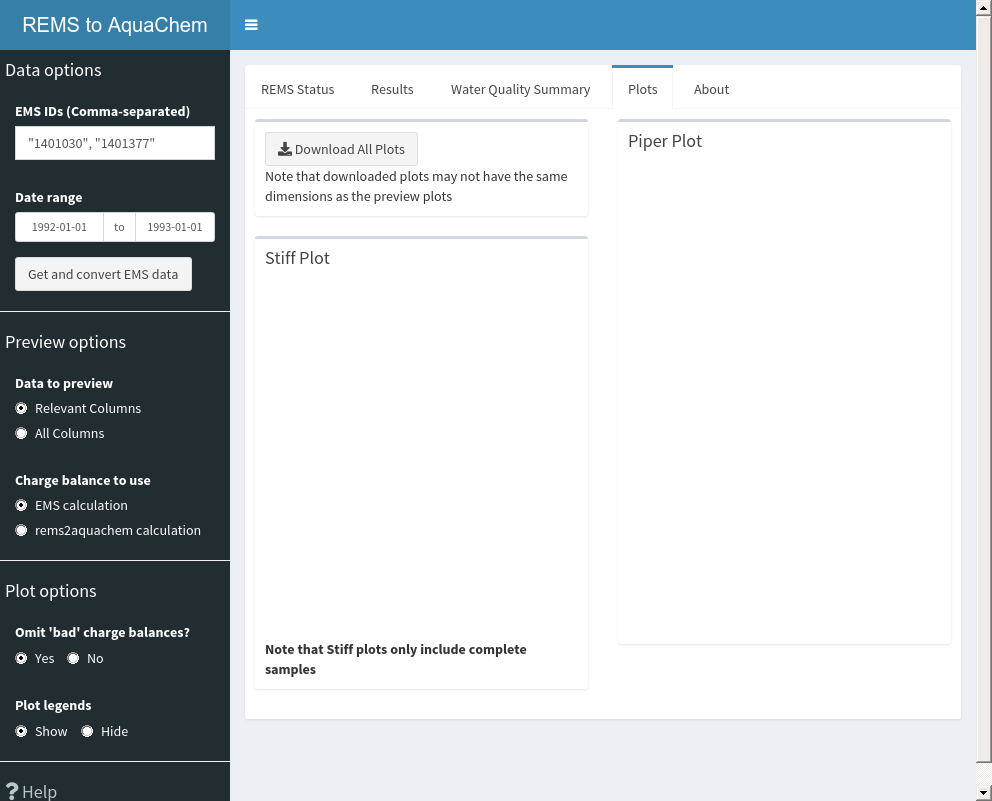 REMS to AquaChem
Data options
EMS IDs (Comma-separated)
"1401030", "1401377"
Date range
1992-01-01 to 1993-01-01
Get and convert EMS data
Preview options
Data to preview
Relevant Columns
All Columns
Charge balance to use
EMS calculation
rems2aquachem calculation
Plot options
Omit 'bad' charge balances?
Yes No
Plot legends
Show Hide
Help
REMS Status Results Water Quality Summary Plots About
Download All Plots
Note that downloaded plots may not have the same
dimensions as the preview plots
Stiff Plot
Note that Stiff plots only include complete
samples
Piper Plot